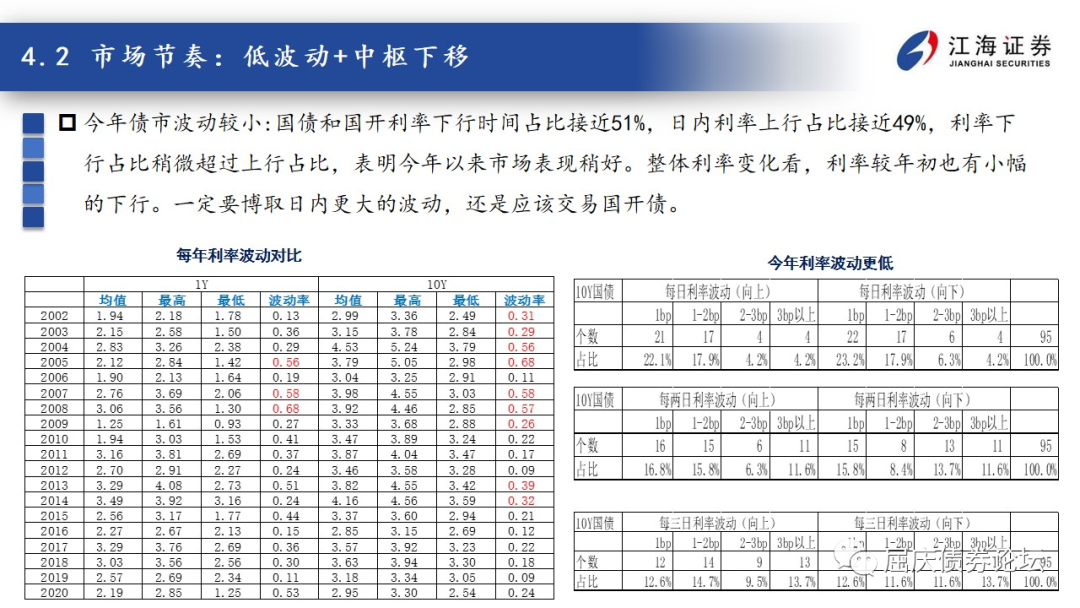 4.2 市场节奏：低波动+中枢下移
江海证券
JIANGHAI SECURITIES
今年债市波动较小：国债和国开利率下行时间占比接近51%，日内利率上行占比接近49%，利率下
行占比稍微超过上行占比，表明今年以来市场表现稍好。整体利率变化看，利率较年初也有小幅
的下行。一定要博取日内更大的波动，还是应该交易国开债。
每年利率波动对比
1Y 10Y
均值 最高 最低 波动率 均值 最高 最低 波动率
2002 1.94 2.18 1.78 0.13 2.99 3.36 2.49 0.31
2003 2.15 2.58 1.50 0.36 3.15 3.78 2.84 0.29
2004 2.83 3.26 2.38 0.29 4.53 5.24 3.79 0.56
2005 2.12 2.84 1.42 0.56 3.79 5.05 2.98 0.68
2006 1.90 2.13 1.64 0.19 3.04 3.25 2.91 0.11
2007 2.76 3.69 2.06 0.58 3.98 4.55 3.03 0.58
2008 3.06 3.56 1.30 0.68 3.92 4.46 2.85 0.57
2009 1.25 1.61 0.93 0.27 3.33 3.68 2.88 0.26
2010 1.94 3.03 1.53 0.41 3.47 3.89 3.24 0.22
2011 3.16 3.81 2.69 0.37 3.87 4.04 3.47 0.17
2012 2.70 2.91 2.27 0.24 3.46 3.58 3.28 0.09
2013 3.29 4.08 2.73 0.51 3.82 4.55 3.42 0.39
2014 3.49 3.92 3.16 0.24 4.16 4.56 3.59 0.32
2015 2.56 3.17 1.77 0.44 3.37 3.60 2.94 0.21
2016 2.27 2.67 2.13 0.15 2.85 3.15 2.69 0.12
2017 3.29 3.76 2.69 0.36 3.57 3.92 3.23 0.22
2018 3.03 3.56 2.56 0.30 3.63 3.94 3.30 0.18
2019 2.57 2.69 2.34 0.11 3.18 3.34 3.05 0.09
2020 2.19 2.85 1.25 0.53 2.95 3.30 2.54 0.24
今年利率波动更低
10Y国债 每日利率波动（向上） 每日利率波动（向下）
1bp 1-2bp 2-3bp 3bp以上 1bp 1-2bp 2-3bp 3bp以上
个数 21 17 4 4 22 17 6 4 95
占比 22.1% 17.9% 4.2% 4.2% 23.2% 17.9% 6.3% 4.2% 100.0%
10Y国债 每两日利率波动（向上） 每两日利率波动（向下）
1bp 1-2bp 2-3bp 3bp以上 1bp 1-2bp 2-3bp 3bp以上
个数 16 15 6 11 15 8 13 11 95
占比 16.8% 15.8% 6.3% 11.6% 15.8% 8.4% 13.7% 11.6% 100.0%
10Y国债 每三日利率波动（向上） 每三日利率波动（向下）
1bp 1-2bp 2-3bp 3bp以上 1-2bp 2-3bp 3bp以上
个数 12 14 9 13 95
占比 12.6% 14.7% 9.5% 13.7% 12.6% 11.6% 11.6% 13.7% 100.0%
屈庆债券论坛